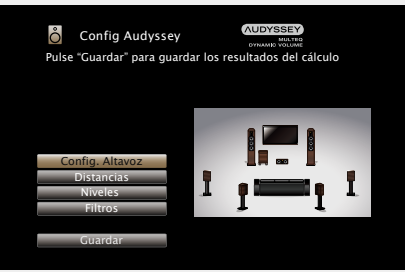 Config Audyssey
AUDYSSEY
MULTEQ
DYNAMIC VOLUME
Pulse “Guardar” para guardar los resultados del cálculo
Config. Altavoz
Distancias
Niveles
Filtros
Guardar